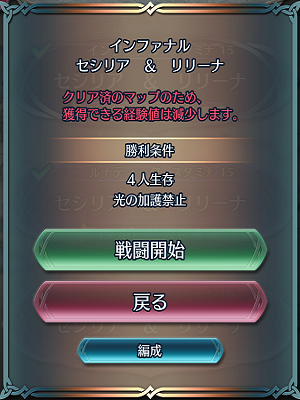 インファナル
セシリア ＆ リリーナ
クリア済のマップのため、
獲得できる経験値は減少します。
勝利条件
４人生存
光の加護禁止
戦闘開始
戻る
編成